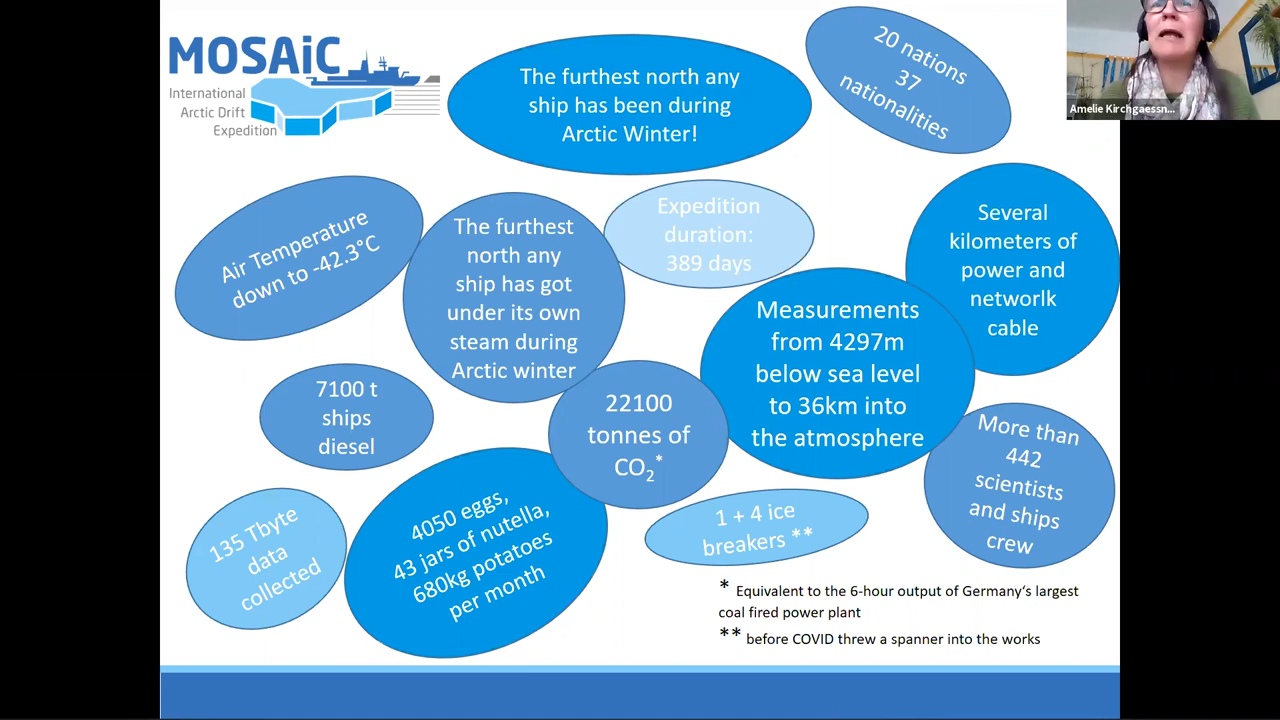 MOSAiC
International
Arctic Drift
Expedition
The furthest north any
ship has been during
Arctic Winter!
20 nations
37
nationalities
Amelie Kirchgaessn...
Air Temperature
down to -42.3°C
The furthest
north any
ship has got
under its own
steam during
Arctic winter
Expedition
duration:
389 days
Several
kilometers of
power and
networlk
cable
Measurements
from 4297m
below sea level
to 36km into
the atmosphere
7100 t
ships
diesel
22100
tonnes of
CO₂*
More than
442
scientists
and ships
crew
135 Tbyte
data
collected
4050 eggs,
43 jars of nutella,
680kg potatoes
per month
1 + 4 ice
breakers **
* Equivalent to the 6-hour output of Germany‘s largest
coal fired power plant
** before COVID threw a spanner into the works